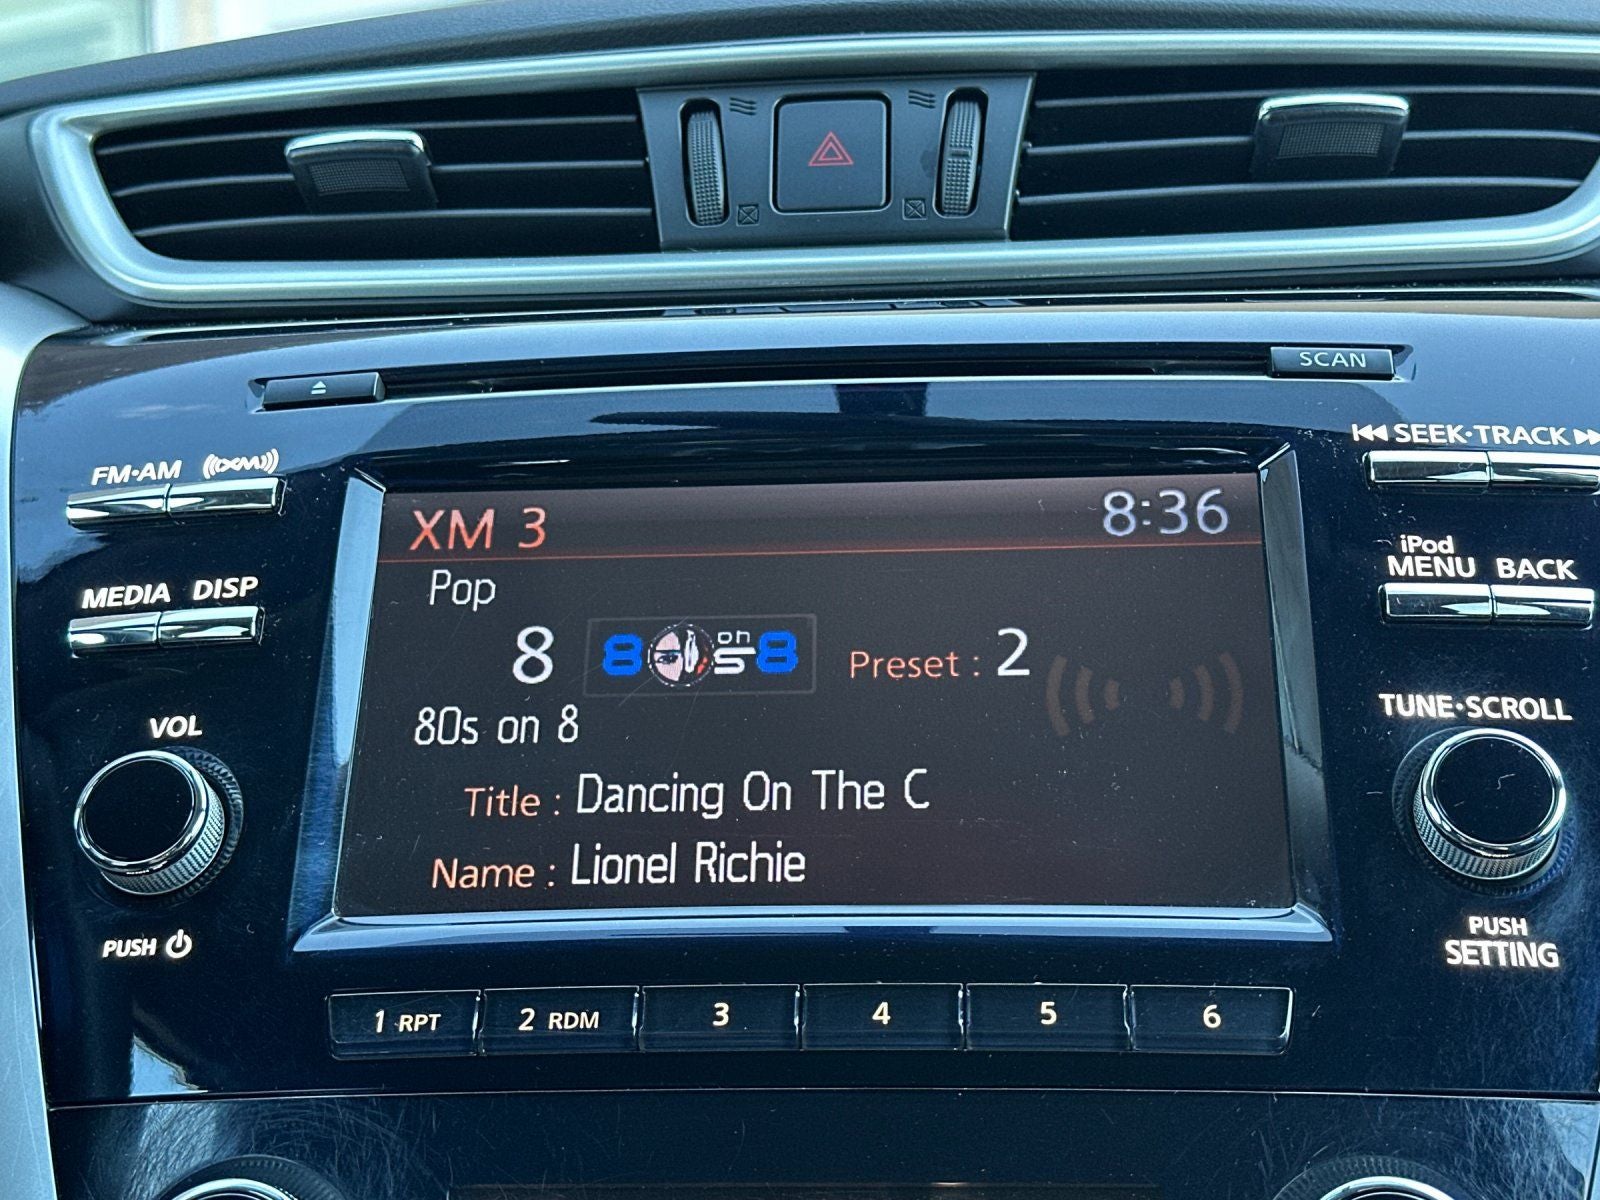 SCAN
SEEK·TRACK
FM·AM
XM
XM 3
8:36
iPod
MENU BACK
MEDIA DISP
Pop
8
80s on 8
Preset : 2
80s on 8
TUNE·SCROLL
VOL
Title : Dancing On The C
Name : Lionel Richie
PUSH
PUSH
SETTING
1 RPT
2 RDM
3
4
5
6